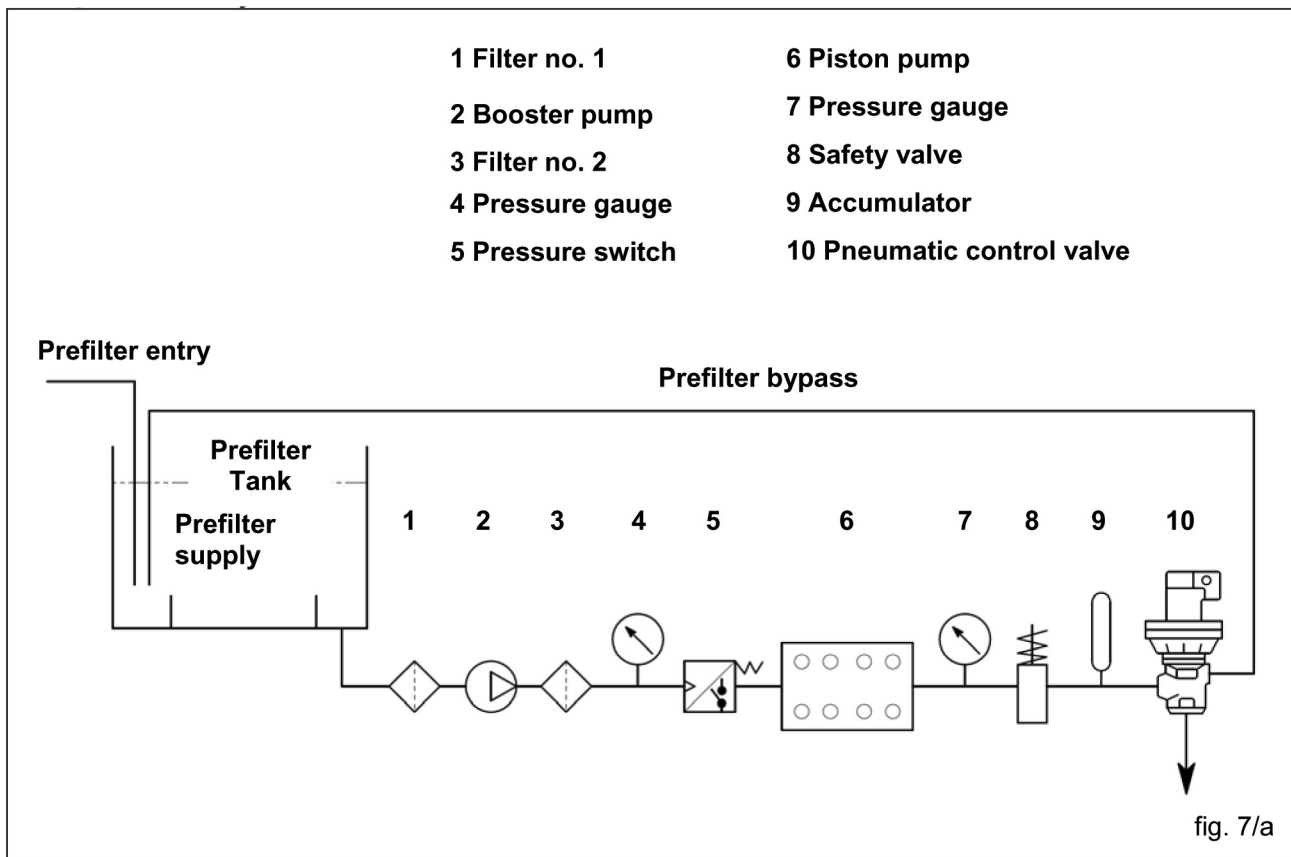 1 Filter no. 1
2 Booster pump
3 Filter no. 2
4 Pressure gauge
5 Pressure switch
6 Piston pump
7 Pressure gauge
8 Safety valve
9 Accumulator
10 Pneumatic control valve
Prefilter entry
Prefilter bypass
Prefilter
Tank
Prefilter
supply
1 2 3 4 5 6 7 8 9 10
fig. 7/a